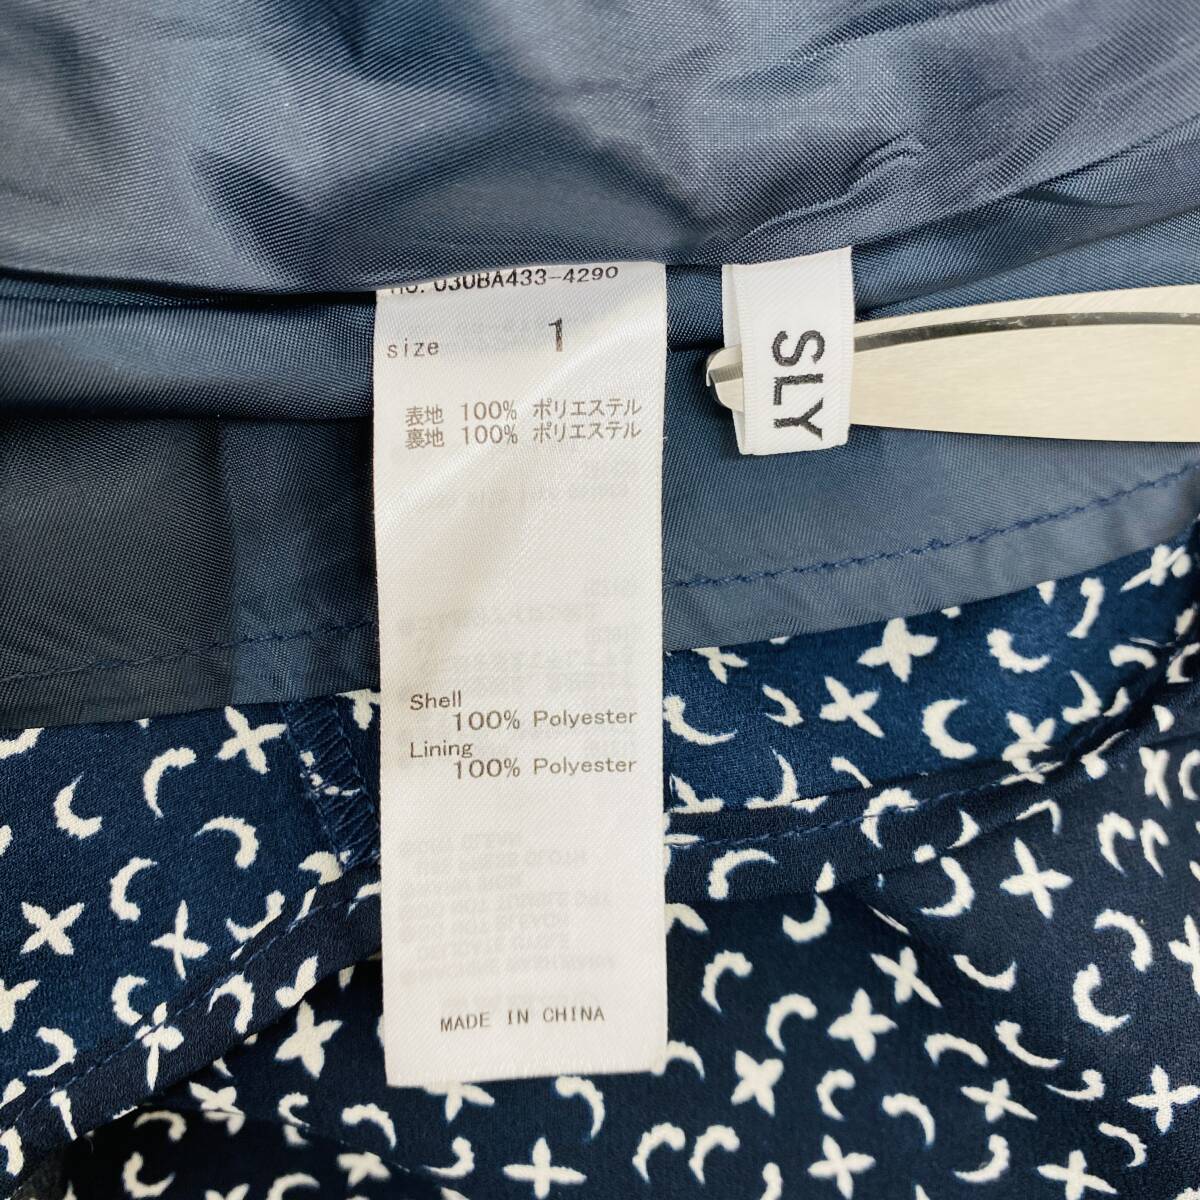 no. 030BA433-4290
size 1
表地 100% ポリエステル
裏地 100% ポリエステル
Shell
100% Polyester
Lining
100% Polyester
MADE IN CHINA
SLY